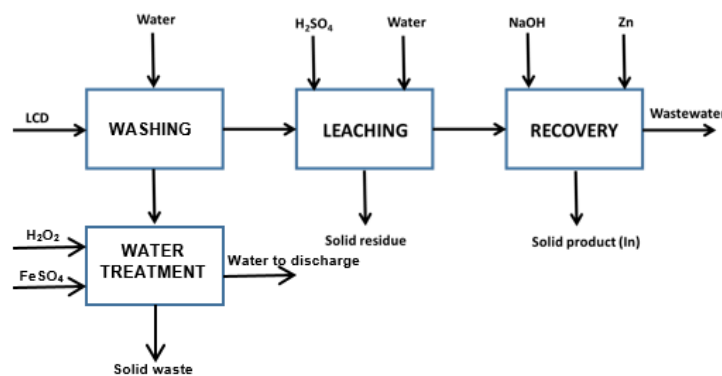 Water
H₂SO₄
Water
NaOH
Zn
LCD
WASHING
LEACHING
RECOVERY
Wastewater
H₂O₂
FeSO₄
WATER
TREATMENT
Water to discharge
Solid residue
Solid product (In)
Solid waste